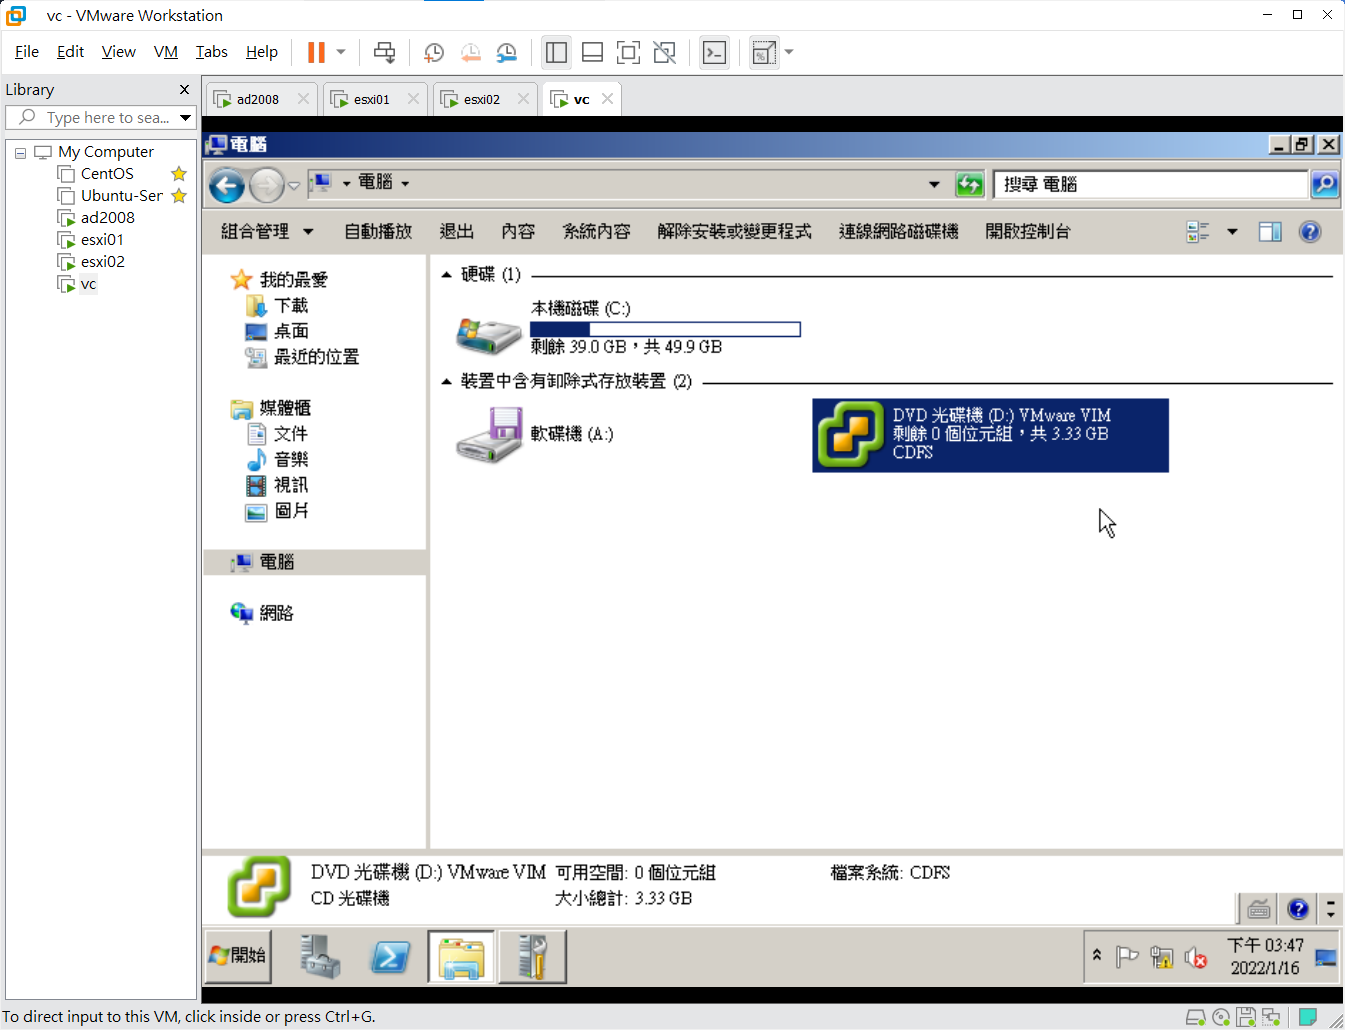 vc - VMware Workstation
File Edit View VM Tabs Help
Library
Type here to sea...
My Computer
CentOS
Ubuntu-Ser
ad2008
esxi01
esxi02
vc
ad2008 esxi01 esxi02 vc
電腦
電腦
搜尋 電腦
組合管理 自動播放 退出 內容 系統內容 解除安裝或變更程式 連線網路磁碟機 開啟控制台
我的最愛
下載
桌面
最近的位置
媒體櫃
文件
音樂
視訊
圖片
電腦
網路
硬碟 (1)
本機磁碟 (C:)
剩餘 39.0 GB，共 49.9 GB
裝置中含有卸除式存放裝置 (2)
軟碟機 (A:)
DVD 光碟機 (D:) VMware VIM
剩餘 0 個位元組，共 3.33 GB
CDFS
DVD 光碟機 (D:) VMware VIM 可用空間: 0 個位元組 檔案系統: CDFS
CD 光碟機 大小總計: 3.33 GB
開始
下午 03:47
2022/1/16
To direct input to this VM, click inside or press Ctrl+G.